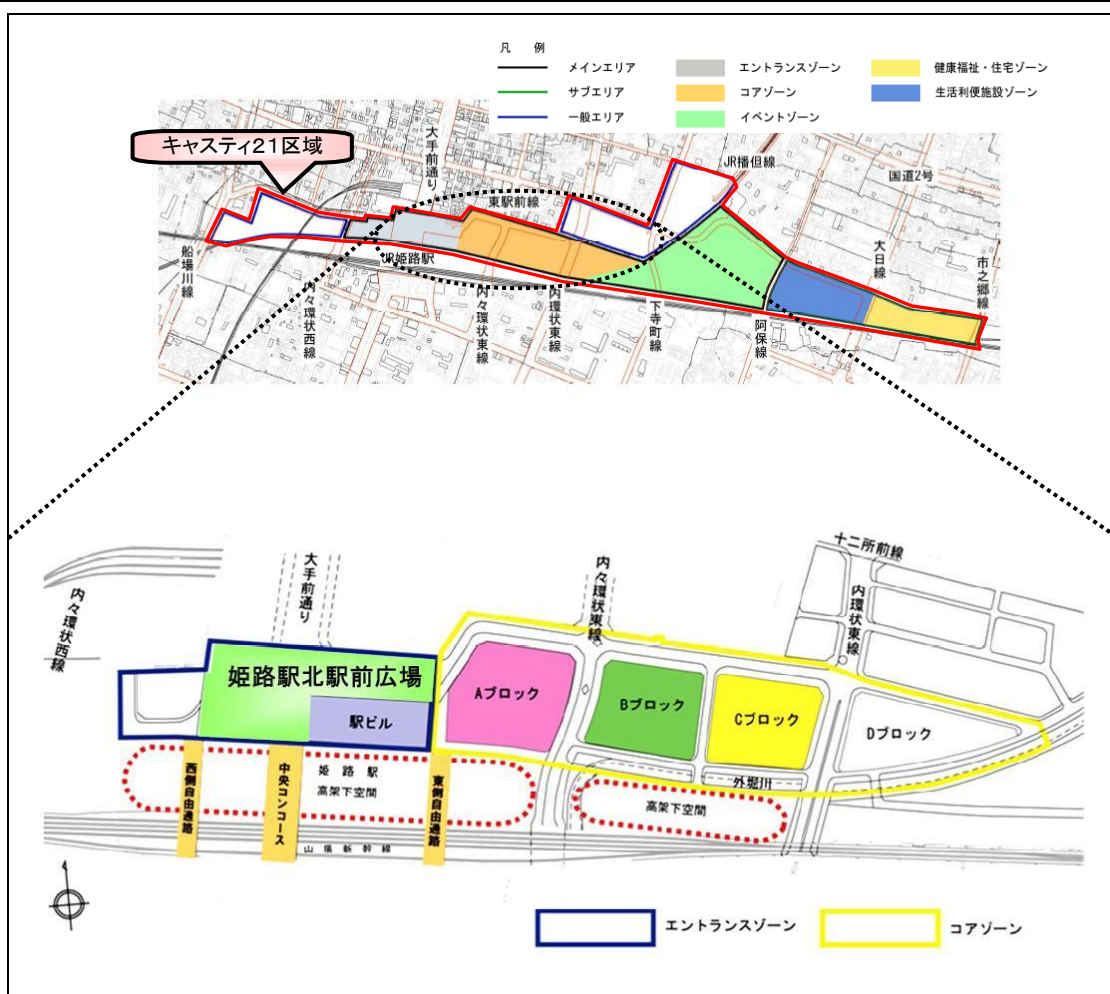 凡 例
メインエリア
サブエリア
一般エリア
エントランスゾーン
コアゾーン
イベントゾーン
健康福祉・住宅ゾーン
生活利便施設ゾーン
キャスティ21区域
大手前通り
東駅前線
JR播但線
国道2号
船場川線
JR姫路駅
内々環状西線
内々環状東線
内環状東線
下寺町線
阿保線
大日線
市之郷線
内々環状西線
大手前通り
内々環状東線
十二所前線
内環状東線
姫路駅北駅前広場
駅ビル
Aブロック
Bブロック
Cブロック
Dブロック
外堀川
西側自由通路
中央コンコース
東側自由通路
姫路駅
高架下空間
高架下空間
山陽新幹線
エントランスゾーン
コアゾーン